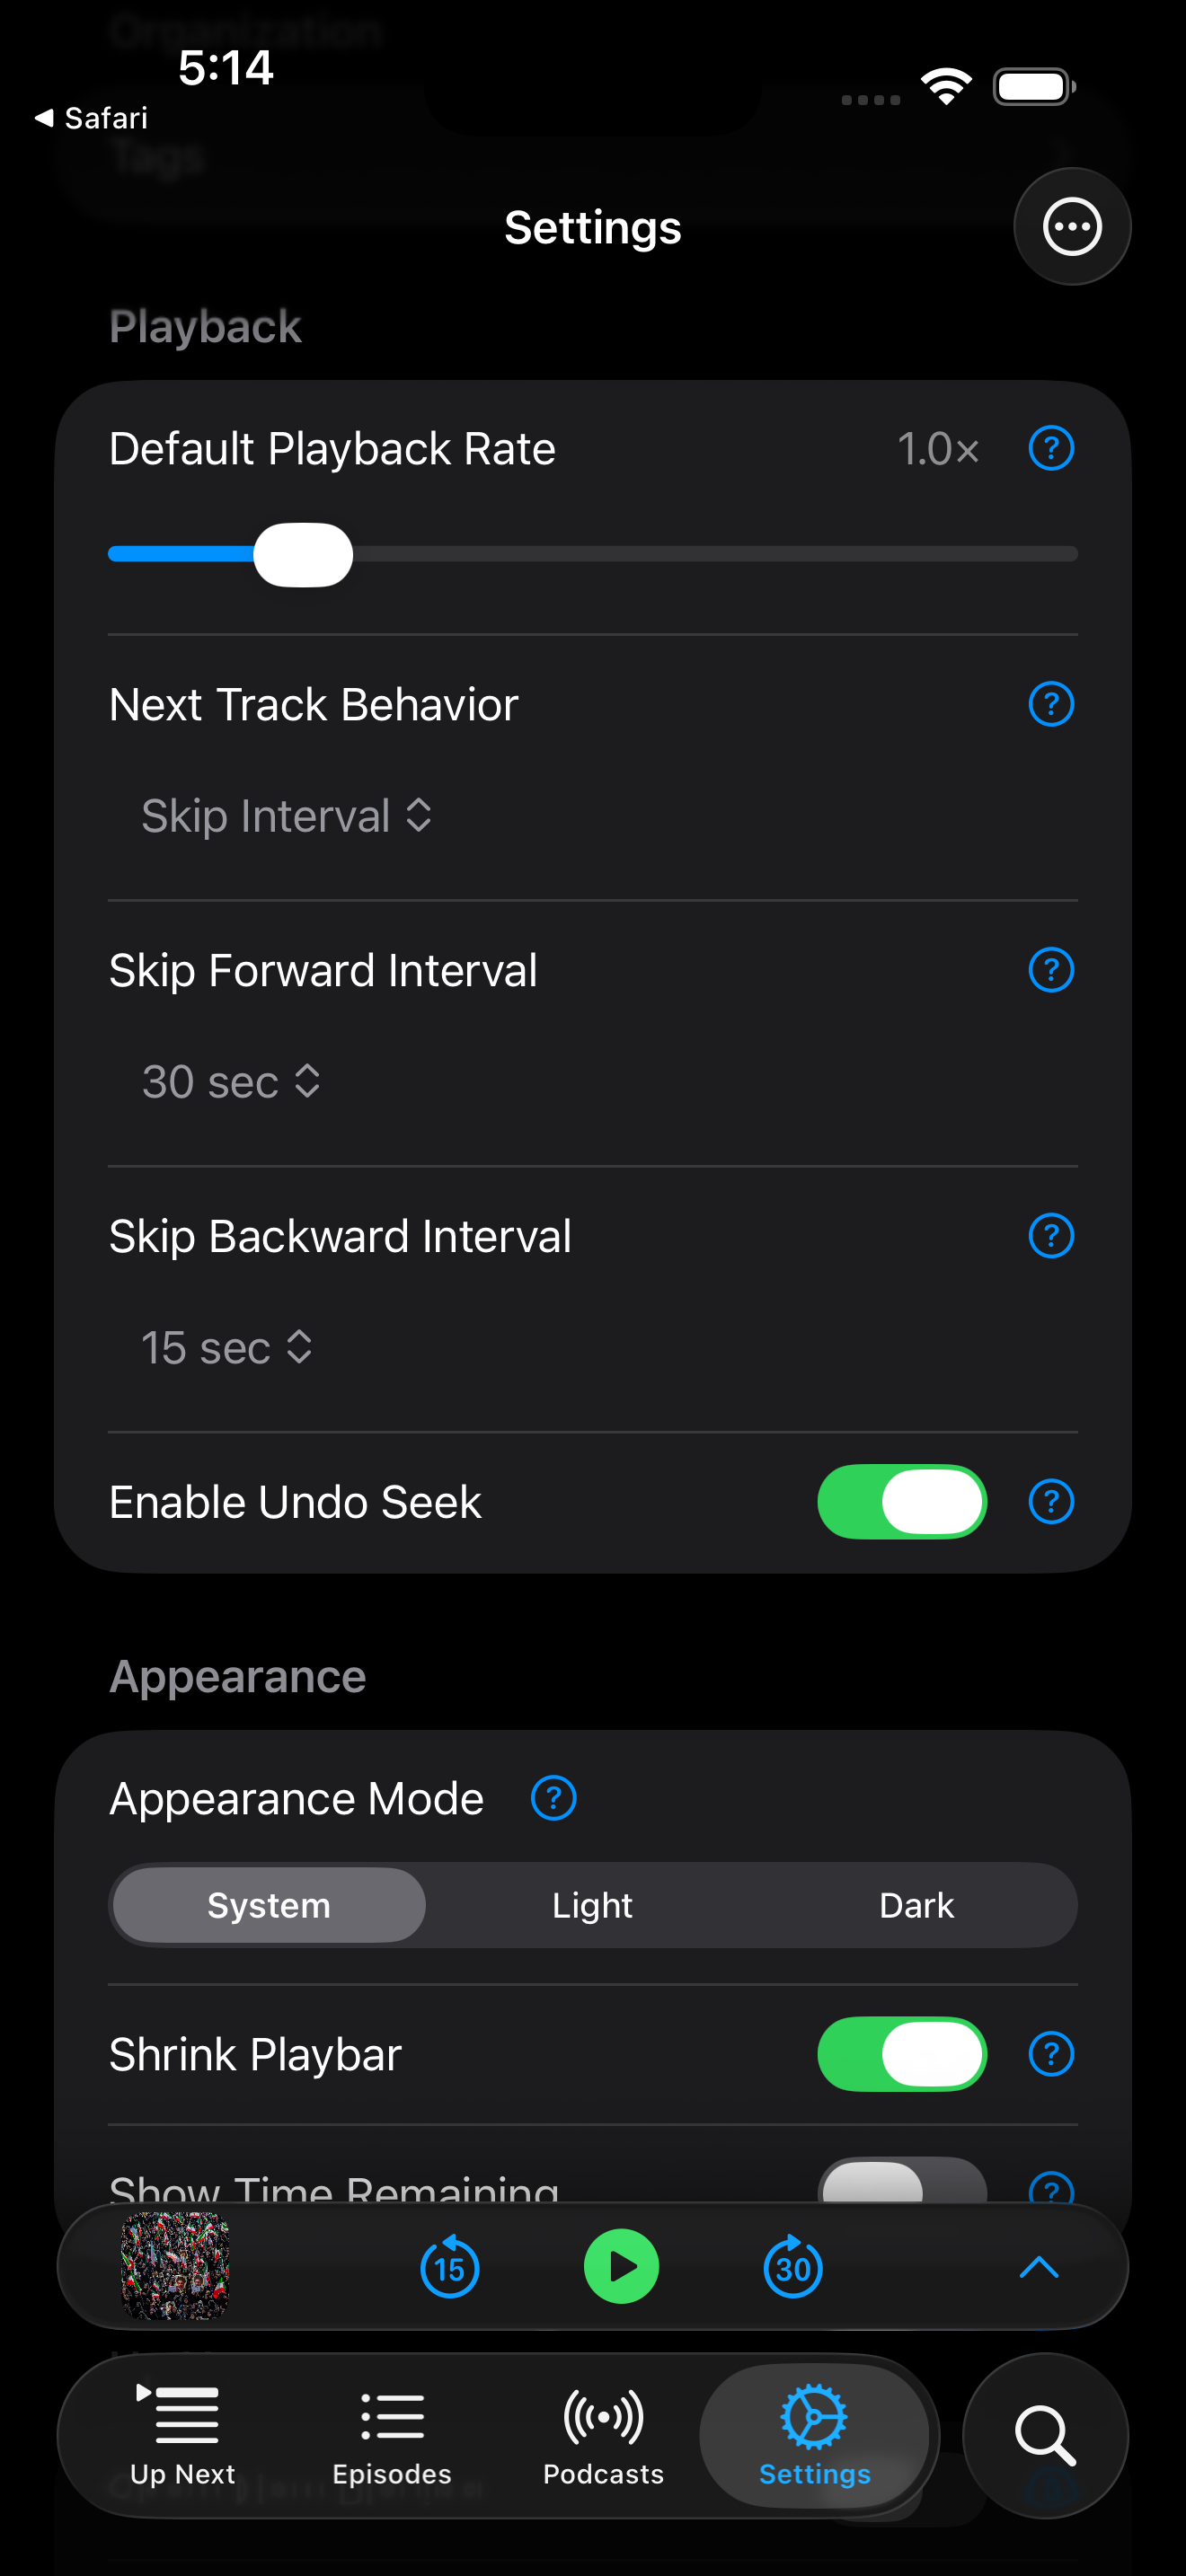 Organization
5:14
Safari
Tags
Settings
Playback
Default Playback Rate 1.0×
Next Track Behavior
Skip Interval
Skip Forward Interval
30 sec
Skip Backward Interval
15 sec
Enable Undo Seek
Appearance
Appearance Mode
System Light Dark
Shrink Playbar
Show Time Remaining
15 30
Up Next Episodes Podcasts Settings